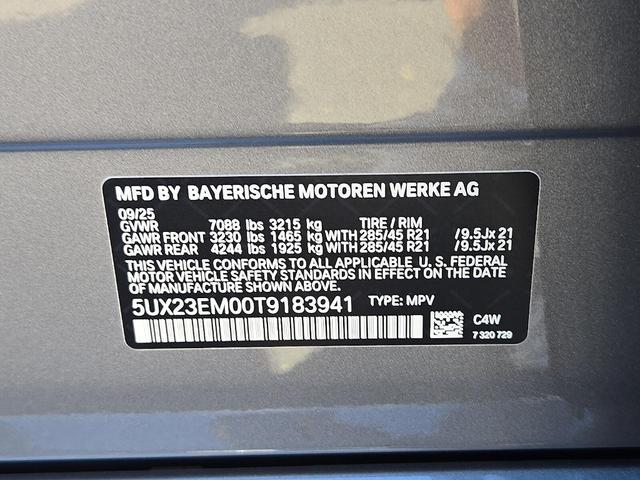 MFD BY BAYERISCHE MOTOREN WERKE AG
09/25
GVWR 7088 lbs 3215 kg TIRE / RIM
GAWR FRONT 3230 lbs 1465 kg WITH 285/45 R21 /9.5Jx 21
GAWR REAR 4244 lbs 1925 kg WITH 285/45 R21 /9.5Jx 21
THIS VEHICLE CONFORMS TO ALL APPLICABLE U. S. FEDERAL
MOTOR VEHICLE SAFETY STANDARDS IN EFFECT ON THE DATE
OF MANUFACTURE SHOWN ABOVE.
5UX23EM00T9183941 TYPE: MPV
C4W
7 320 729